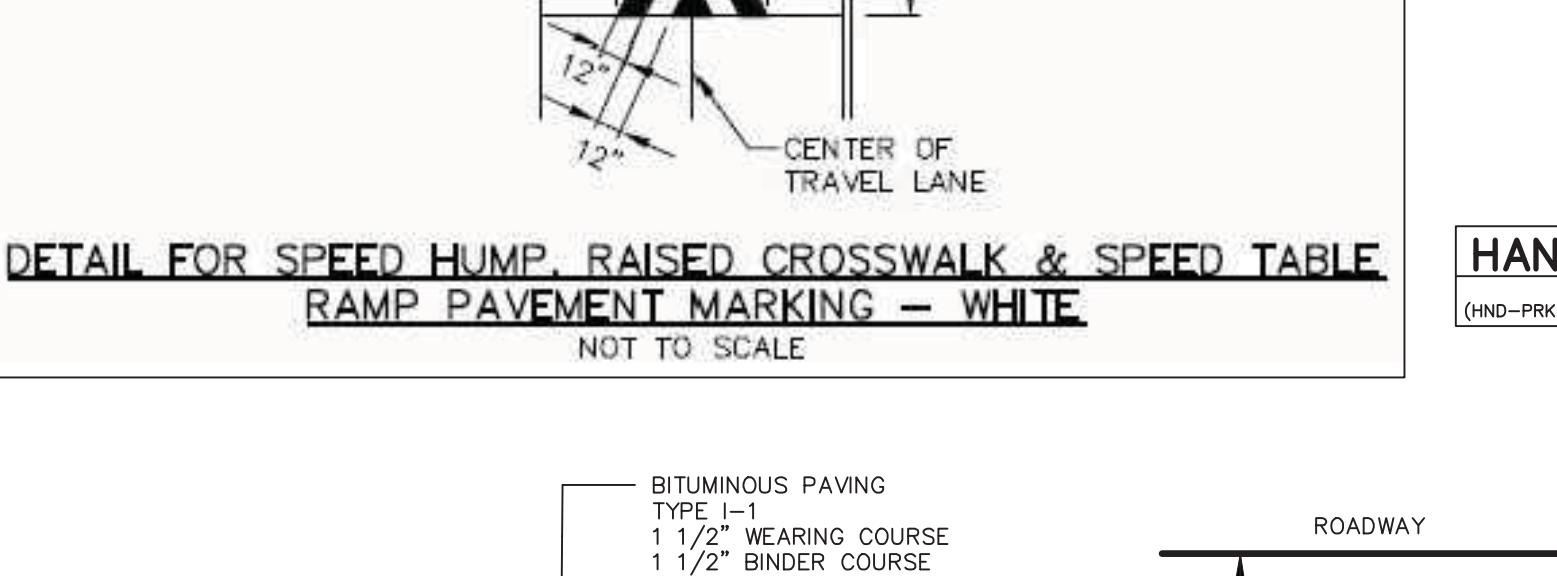 12"
12"
CENTER OF
TRAVEL LANE
DETAIL FOR SPEED HUMP, RAISED CROSSWALK & SPEED TABLE
RAMP PAVEMENT MARKING – WHITE
NOT TO SCALE
HAN
(HND–PRK
BITUMINOUS PAVING
TYPE I–1
1 1/2" WEARING COURSE
1 1/2" BINDER COURSE
ROADWAY